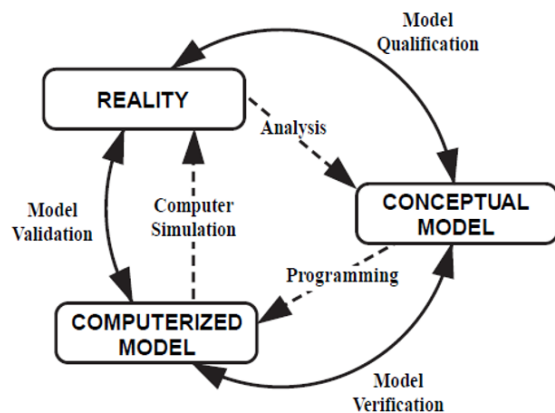 Model
Qualification
REALITY
Analysis
Model
Validation
Computer
Simulation
CONCEPTUAL
MODEL
Programming
COMPUTERIZED
MODEL
Model
Verification